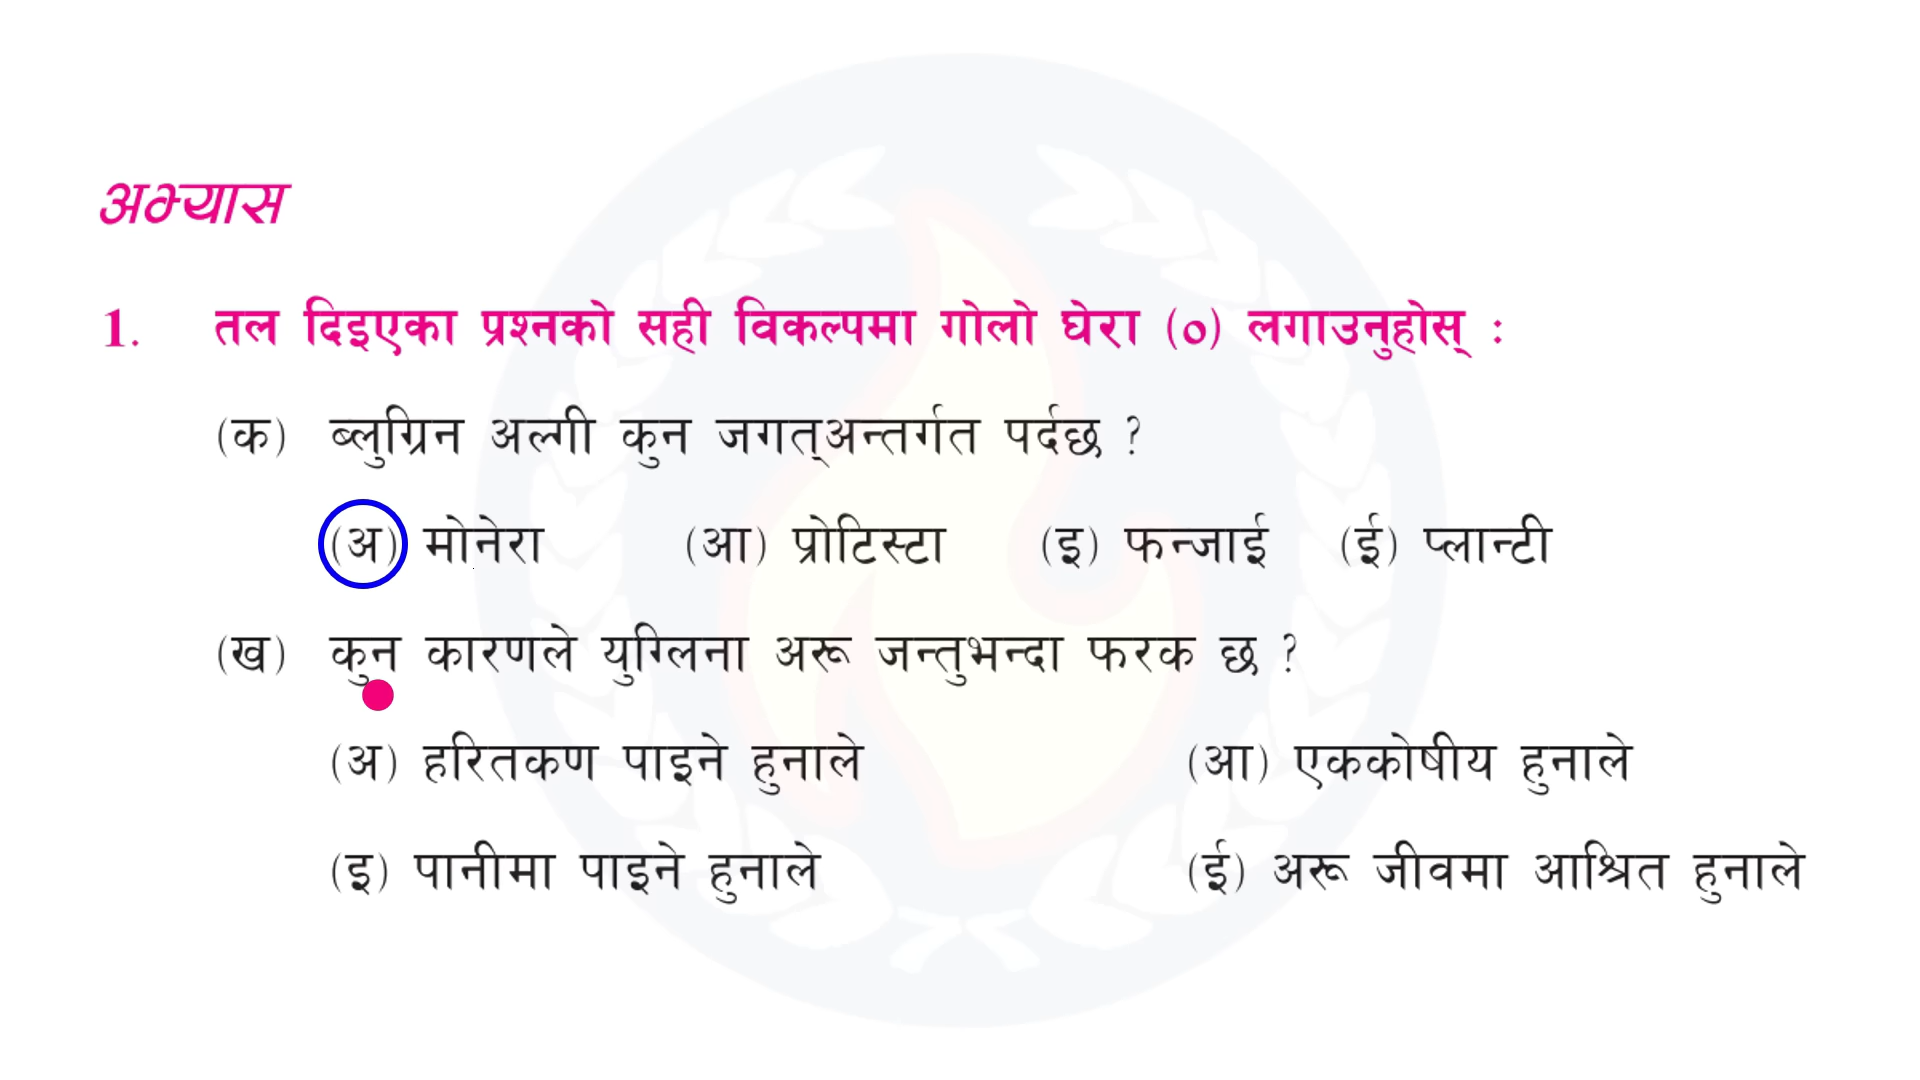 अभ्यास
1. तल दिइएका प्रश्नको सही विकल्पमा गोलो घेरा (०) लगाउनुहोस् :
(क) ब्लुग्रिन अल्गी कुन जगत्अन्तर्गत पर्दछ ?
(अ) मोनेरा (आ) प्रोटिस्टा (इ) फन्जाई (ई) प्लान्टी
(ख) कुन कारणले युग्लिना अरू जन्तुभन्दा फरक छ ?
(अ) हरितकण पाइने हुनाले (आ) एककोषीय हुनाले
(इ) पानीमा पाइने हुनाले (ई) अरू जीवमा आश्रित हुनाले